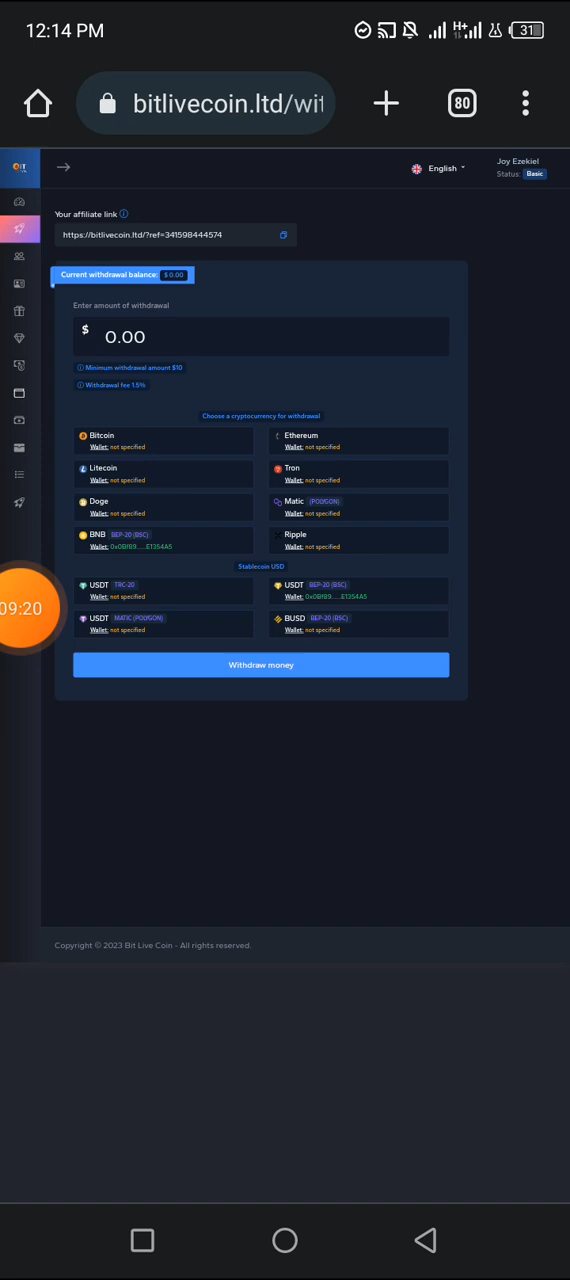 12:14 PM
H+
31
bitlivecoin.ltd/wit
80
BiT
English
Joy Ezekiel
Status: Basic
Your affiliate link
https://bitlivecoin.ltd/?ref=341598444574
Current withdrawal balance: $ 0.00
Enter amount of withdrawal
$ 0.00
Minimum withdrawal amount $10
Withdrawal fee 1.5%
Choose a cryptocurrency for withdrawal
Bitcoin
Wallet: not specified
Ethereum
Wallet: not specified
Litecoin
Wallet: not specified
Tron
Wallet: not specified
Doge
Wallet: not specified
Matic (POLYGON)
Wallet: not specified
BNB BEP-20 (BSC)
Wallet: 0x0Bf89.....E1354A5
Ripple
Wallet: not specified
Stablecoin USD
USDT TRC-20
Wallet: not specified
USDT BEP-20 (BSC)
Wallet: 0x0Bf89.....E1354A5
USDT MATIC (POLYGON)
Wallet: not specified
BUSD BEP-20 (BSC)
Wallet: not specified
09:20
Withdraw money
Copyright © 2023 Bit Live Coin - All rights reserved.